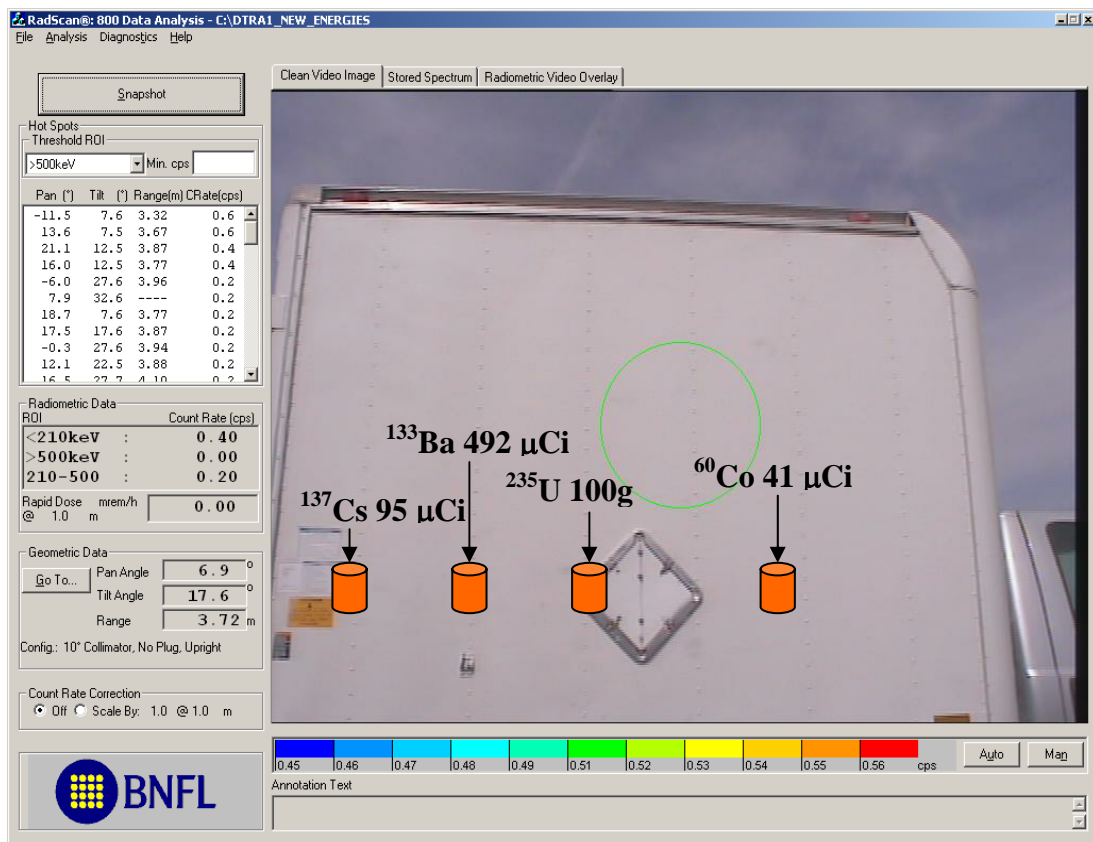 RadScan®: 800 Data Analysis - C:\DTRA1_NEW_ENERGIES
File Analysis Diagnostics Help
Snapshot
Clean Video Image Stored Spectrum Radiometric Video Overlay
Hot Spots
Threshold ROI
>500keV Min. cps
Pan (°) Tilt (°) Range(m) CRate(cps)
-11.5 7.6 3.32 0.6
13.6 7.5 3.67 0.6
21.1 12.5 3.87 0.4
16.0 12.5 3.77 0.4
-6.0 27.6 3.96 0.2
7.9 32.6 ---- 0.2
18.7 7.6 3.77 0.2
17.5 17.6 3.87 0.2
-0.3 27.6 3.94 0.2
12.1 22.5 3.88 0.2
16.5 27.7 4.10 0.2
Radiometric Data
ROI Count Rate (cps)
<210keV : 0.40
>500keV : 0.00
210-500 : 0.20
Rapid Dose mrem/h 0.00
@ 1.0 m
Geometric Data
Go To... Pan Angle 6.9 °
Tilt Angle 17.6 °
Range 3.72 m
Config.: 10° Collimator, No Plug, Upright
Count Rate Correction
Off Scale By: 1.0 @ 1.0 m
BNFL
¹³³Ba 492 µCi
⁶⁰Co 41 µCi
²³⁵U 100g
¹³⁷Cs 95 µCi
0.45 0.46 0.47 0.48 0.49 0.51 0.52 0.53 0.54 0.55 0.56 cps Auto Man
Annotation Text